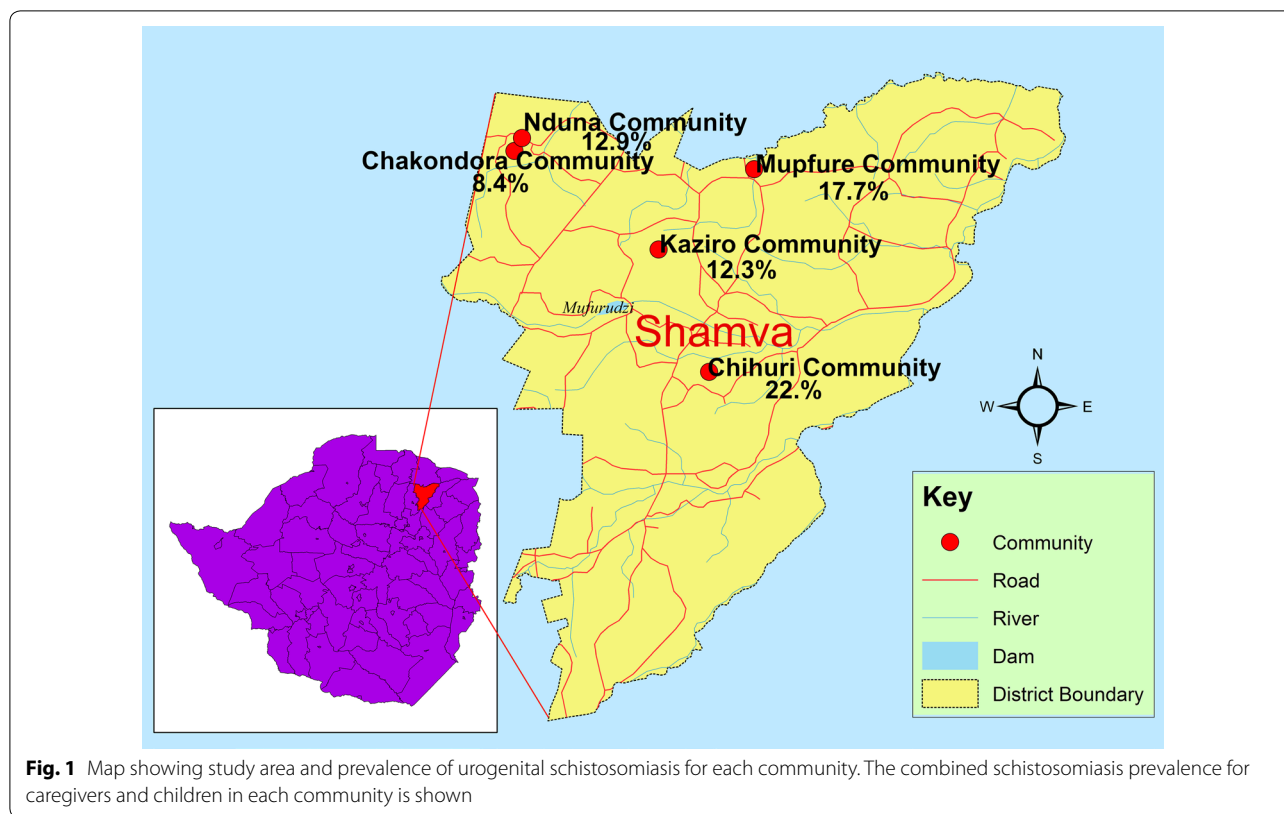 Nduna Community
12.9%
Chakondora Community
8.4%
Mupfure Community
17.7%
Kaziro Community
12.3%
Mufurudzi
Shamva
Chihuri Community
22.%
N
W E
S
Key
Community
Road
River
Dam
District Boundary
Fig. 1 Map showing study area and prevalence of urogenital schistosomiasis for each community. The combined schistosomiasis prevalence for
caregivers and children in each community is shown